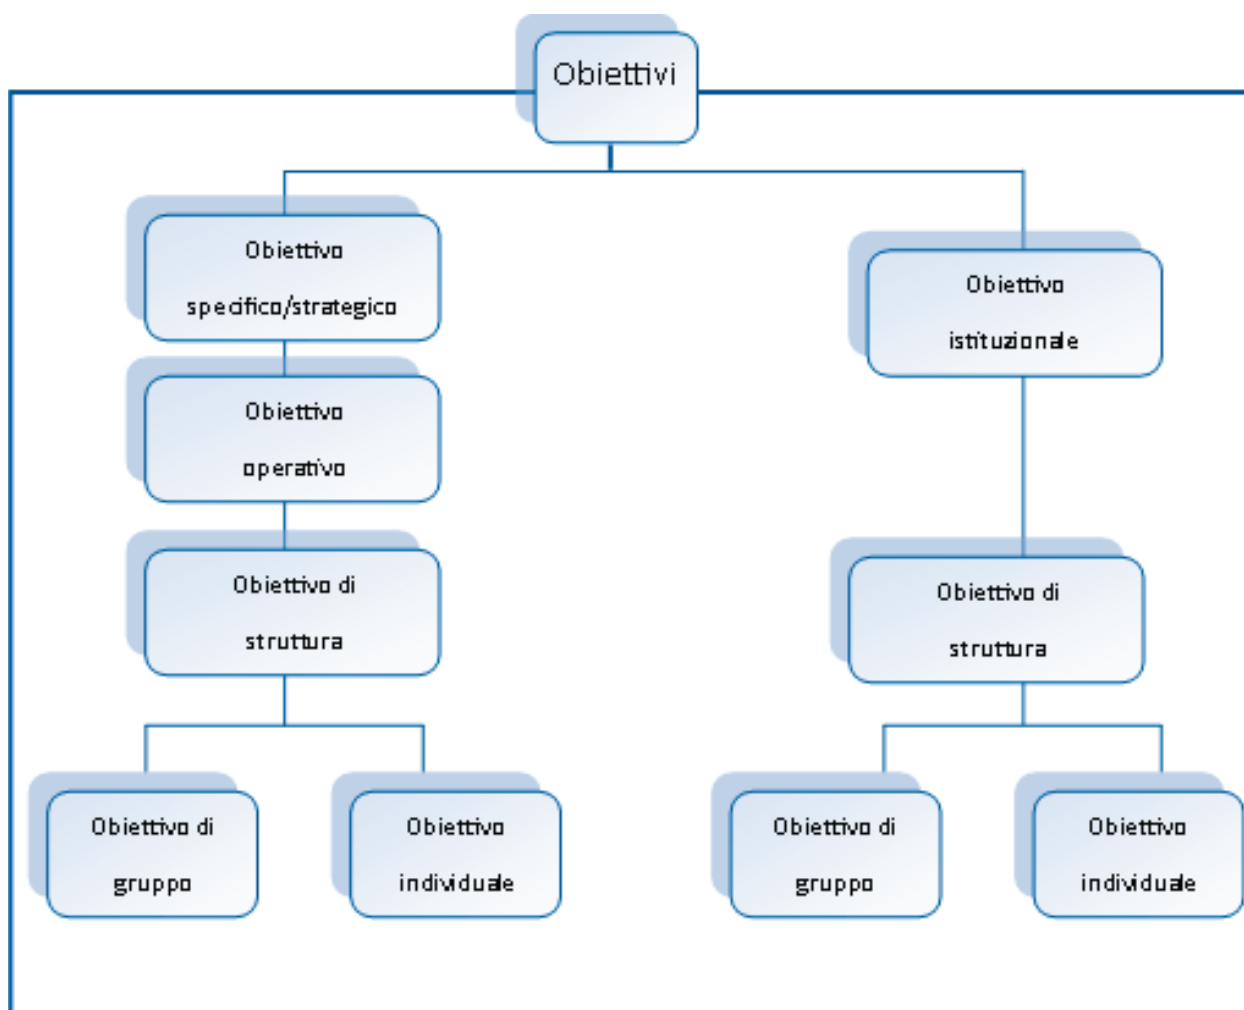 Obiettivi
Obiettivo
specifico/strategico
Obiettivo
istituzionale
Obiettivo
operativo
Obiettivo di
struttura
Obiettivo di
struttura
Obiettivo di
gruppo
Obiettivo
individuale
Obiettivo di
gruppo
Obiettivo
individuale